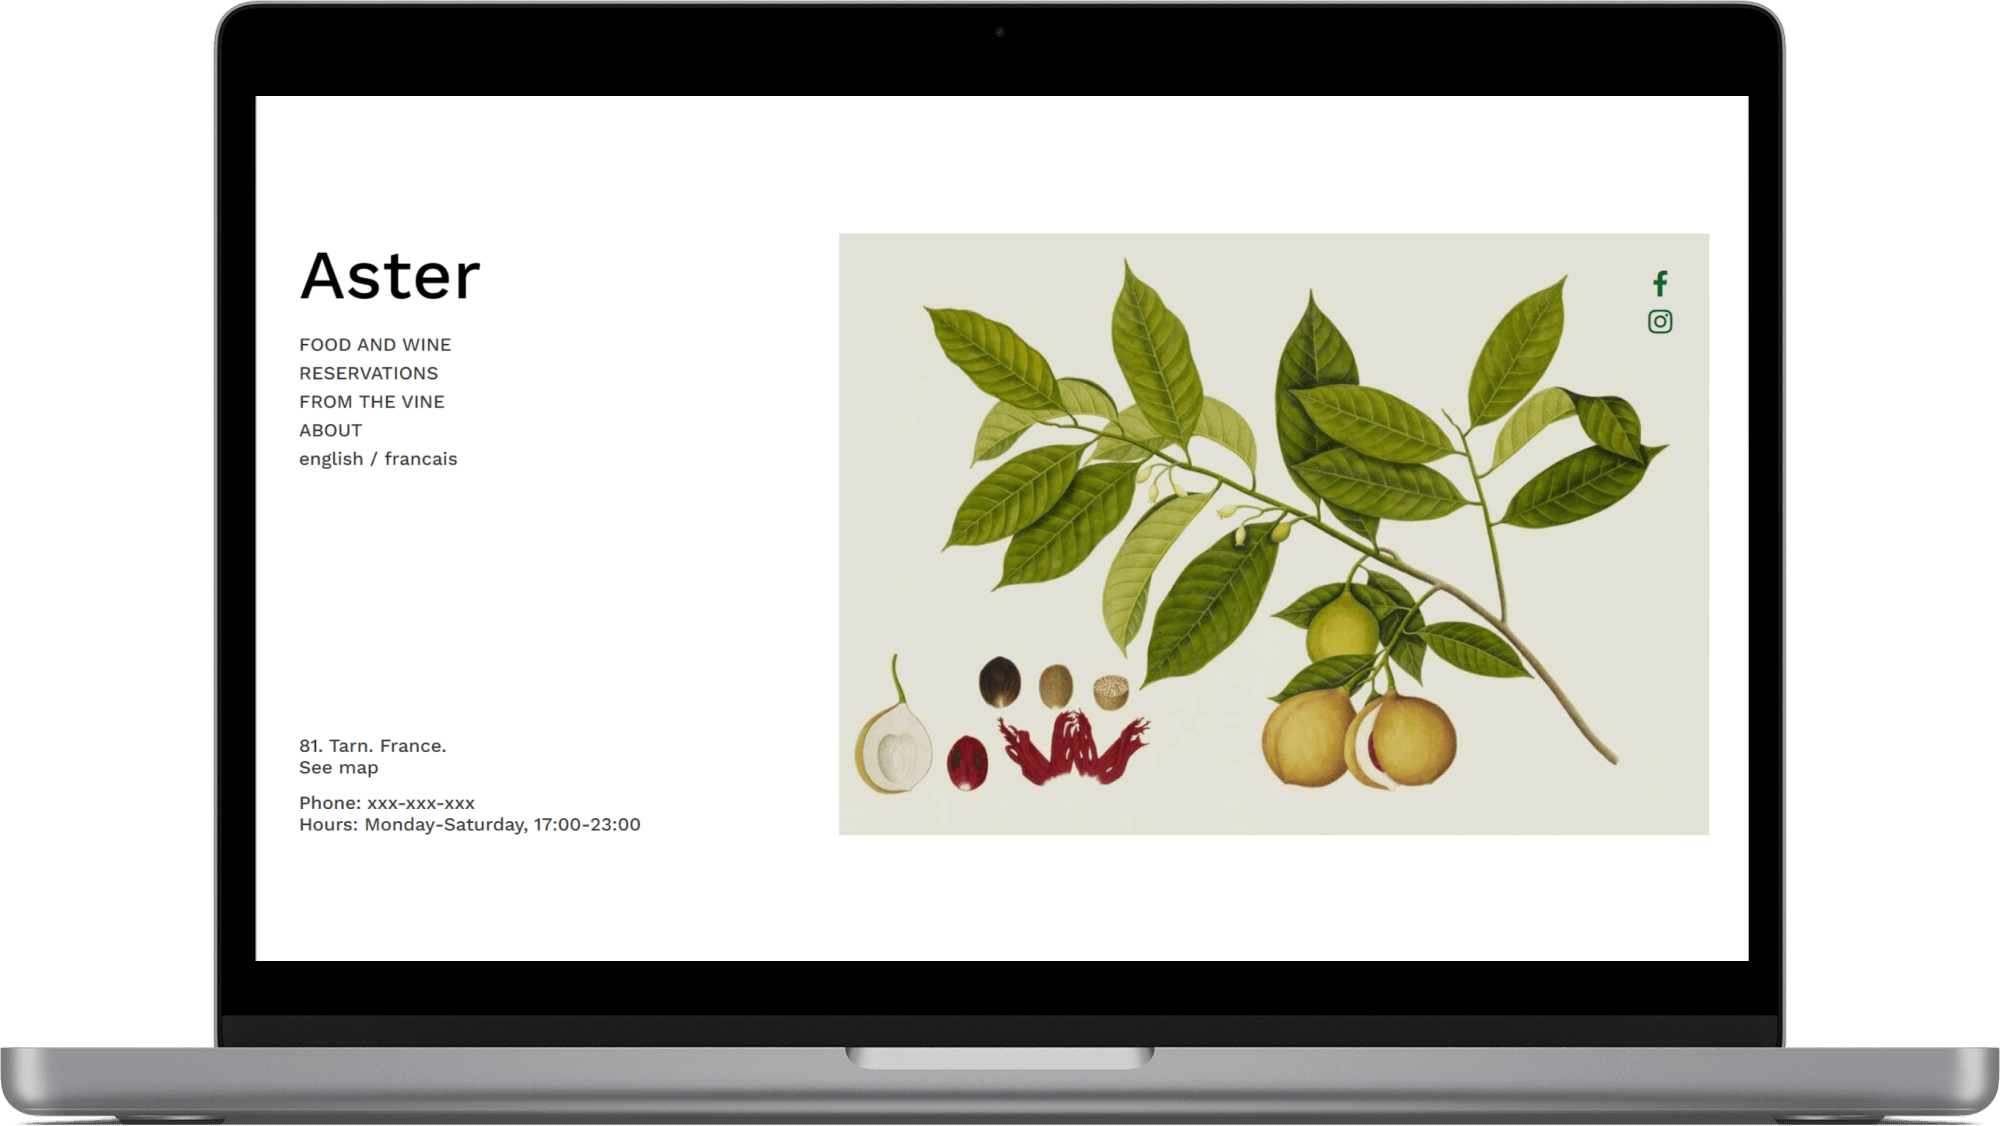 Aster
FOOD AND WINE
RESERVATIONS
FROM THE VINE
ABOUT
english / francais
81. Tarn. France.
See map
Phone: xxx-xxx-xxx
Hours: Monday-Saturday, 17:00-23:00